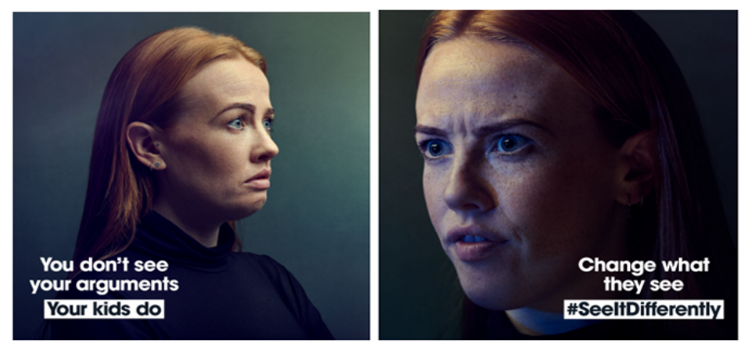 You don't see
your arguments
Your kids do
Change what
they see
#SeeItDifferently